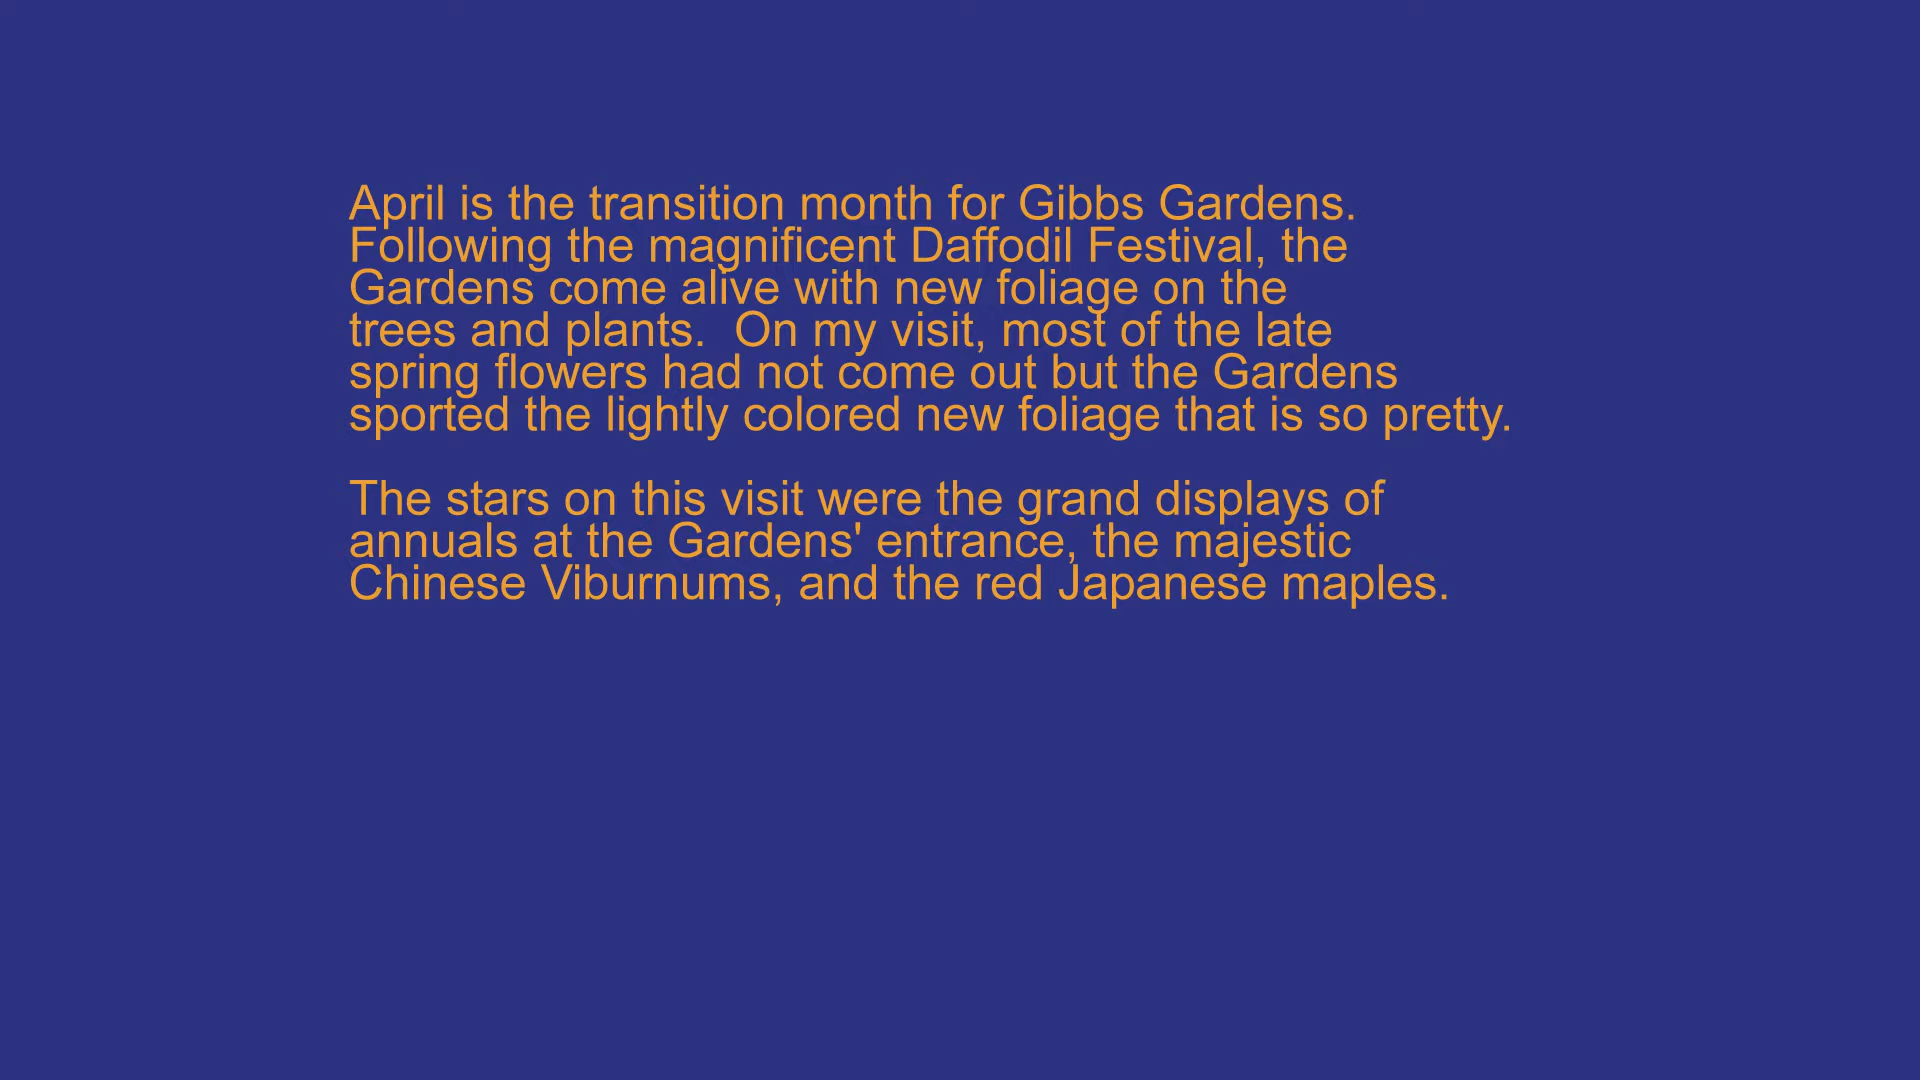 April is the transition month for Gibbs Gardens.
Following the magnificent Daffodil Festival, the
Gardens come alive with new foliage on the
trees and plants.  On my visit, most of the late
spring flowers had not come out but the Gardens
sported the lightly colored new foliage that is so pretty.

The stars on this visit were the grand displays of
annuals at the Gardens' entrance, the majestic
Chinese Viburnums, and the red Japanese maples.